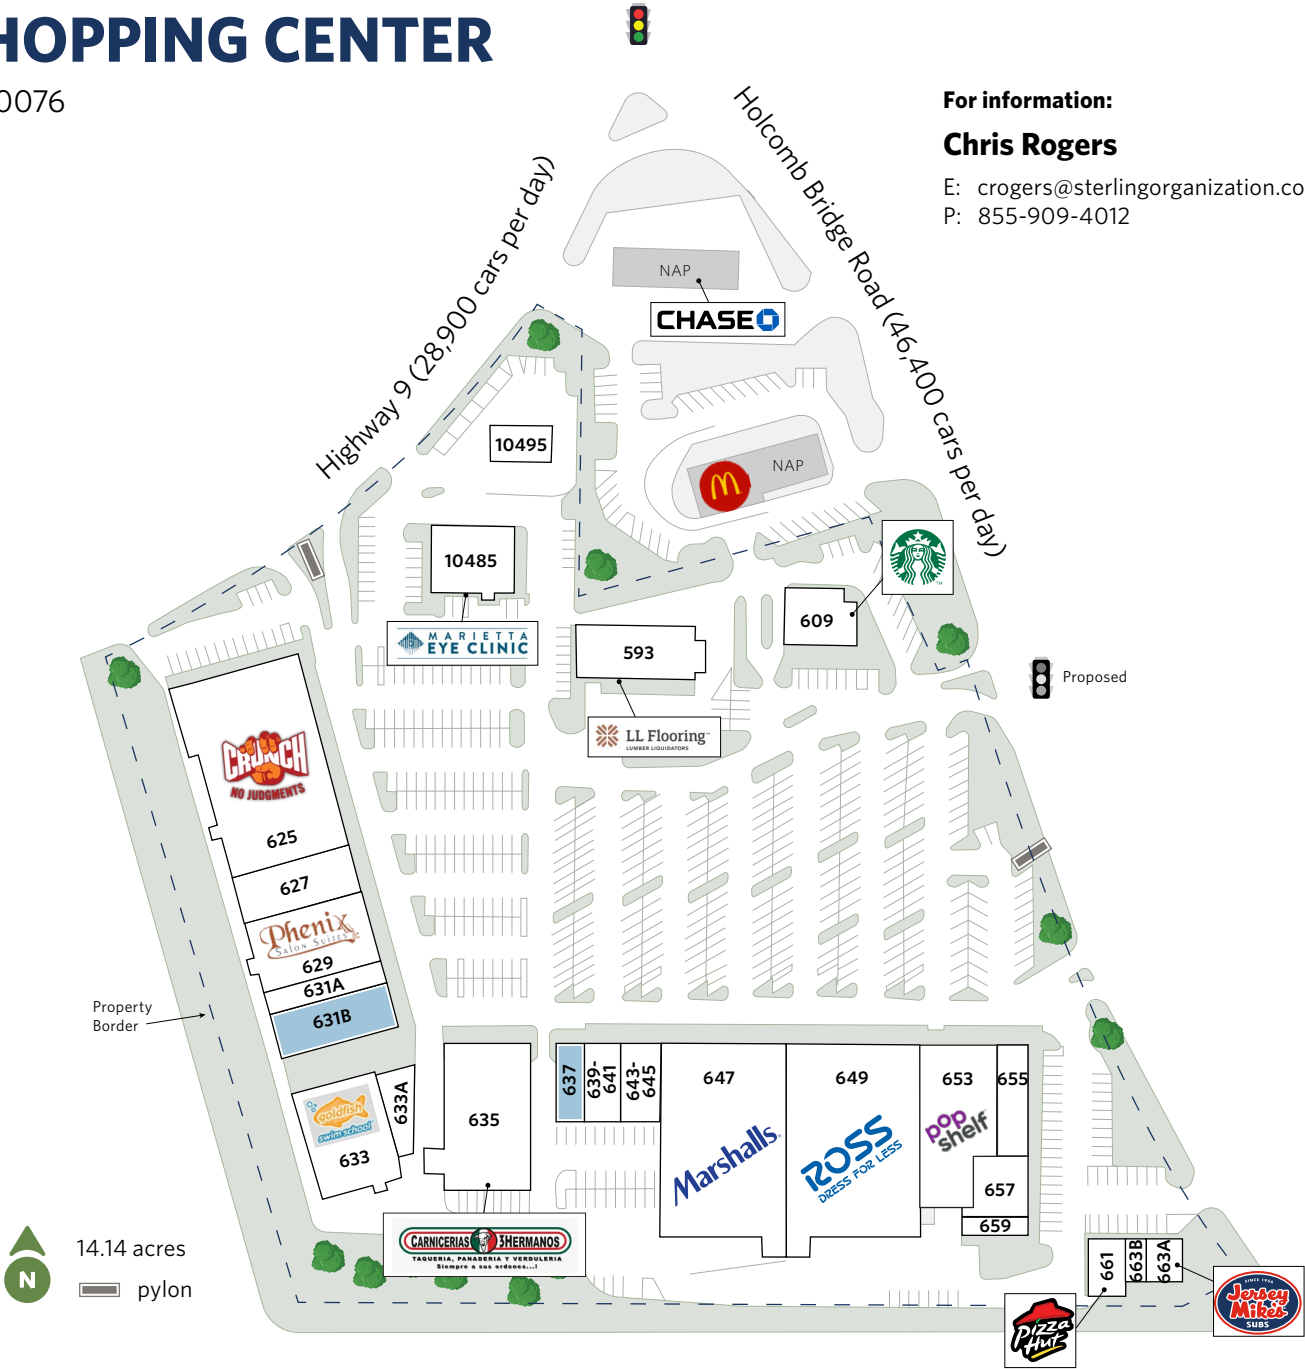 HOPPING CENTER
0076
For information:
Chris Rogers
E: crogers@sterlingorganization.co
P: 855-909-4012
Highway 9 (28,900 cars per day)
Holcomb Bridge Road (46,400 cars per day)
NAP
CHASE
10495
NAP
10485
MARIETTA
EYE CLINIC
609
593
LL Flooring
LUMBER LIQUIDATORS
Proposed
CRUNCH
NO JUDGMENTS
625
627
Phenix
SALON SUITES
629
631A
631B
Property
Border
goldfish
swim school
633
633A
635
CARNICERIAS 3HERMANOS
TAQUERIA, PANADERIA Y VERDULERIA
Siempre a sus ordenes...!
637
639-
641
643-
645
647
Marshalls
649
ROSS
DRESS FOR LESS
653
pop
shelf
655
657
659
661
663B
663A
Pizza
Hut
SINCE 1956
Jersey
Mike's
SUBS
N
14.14 acres
pylon